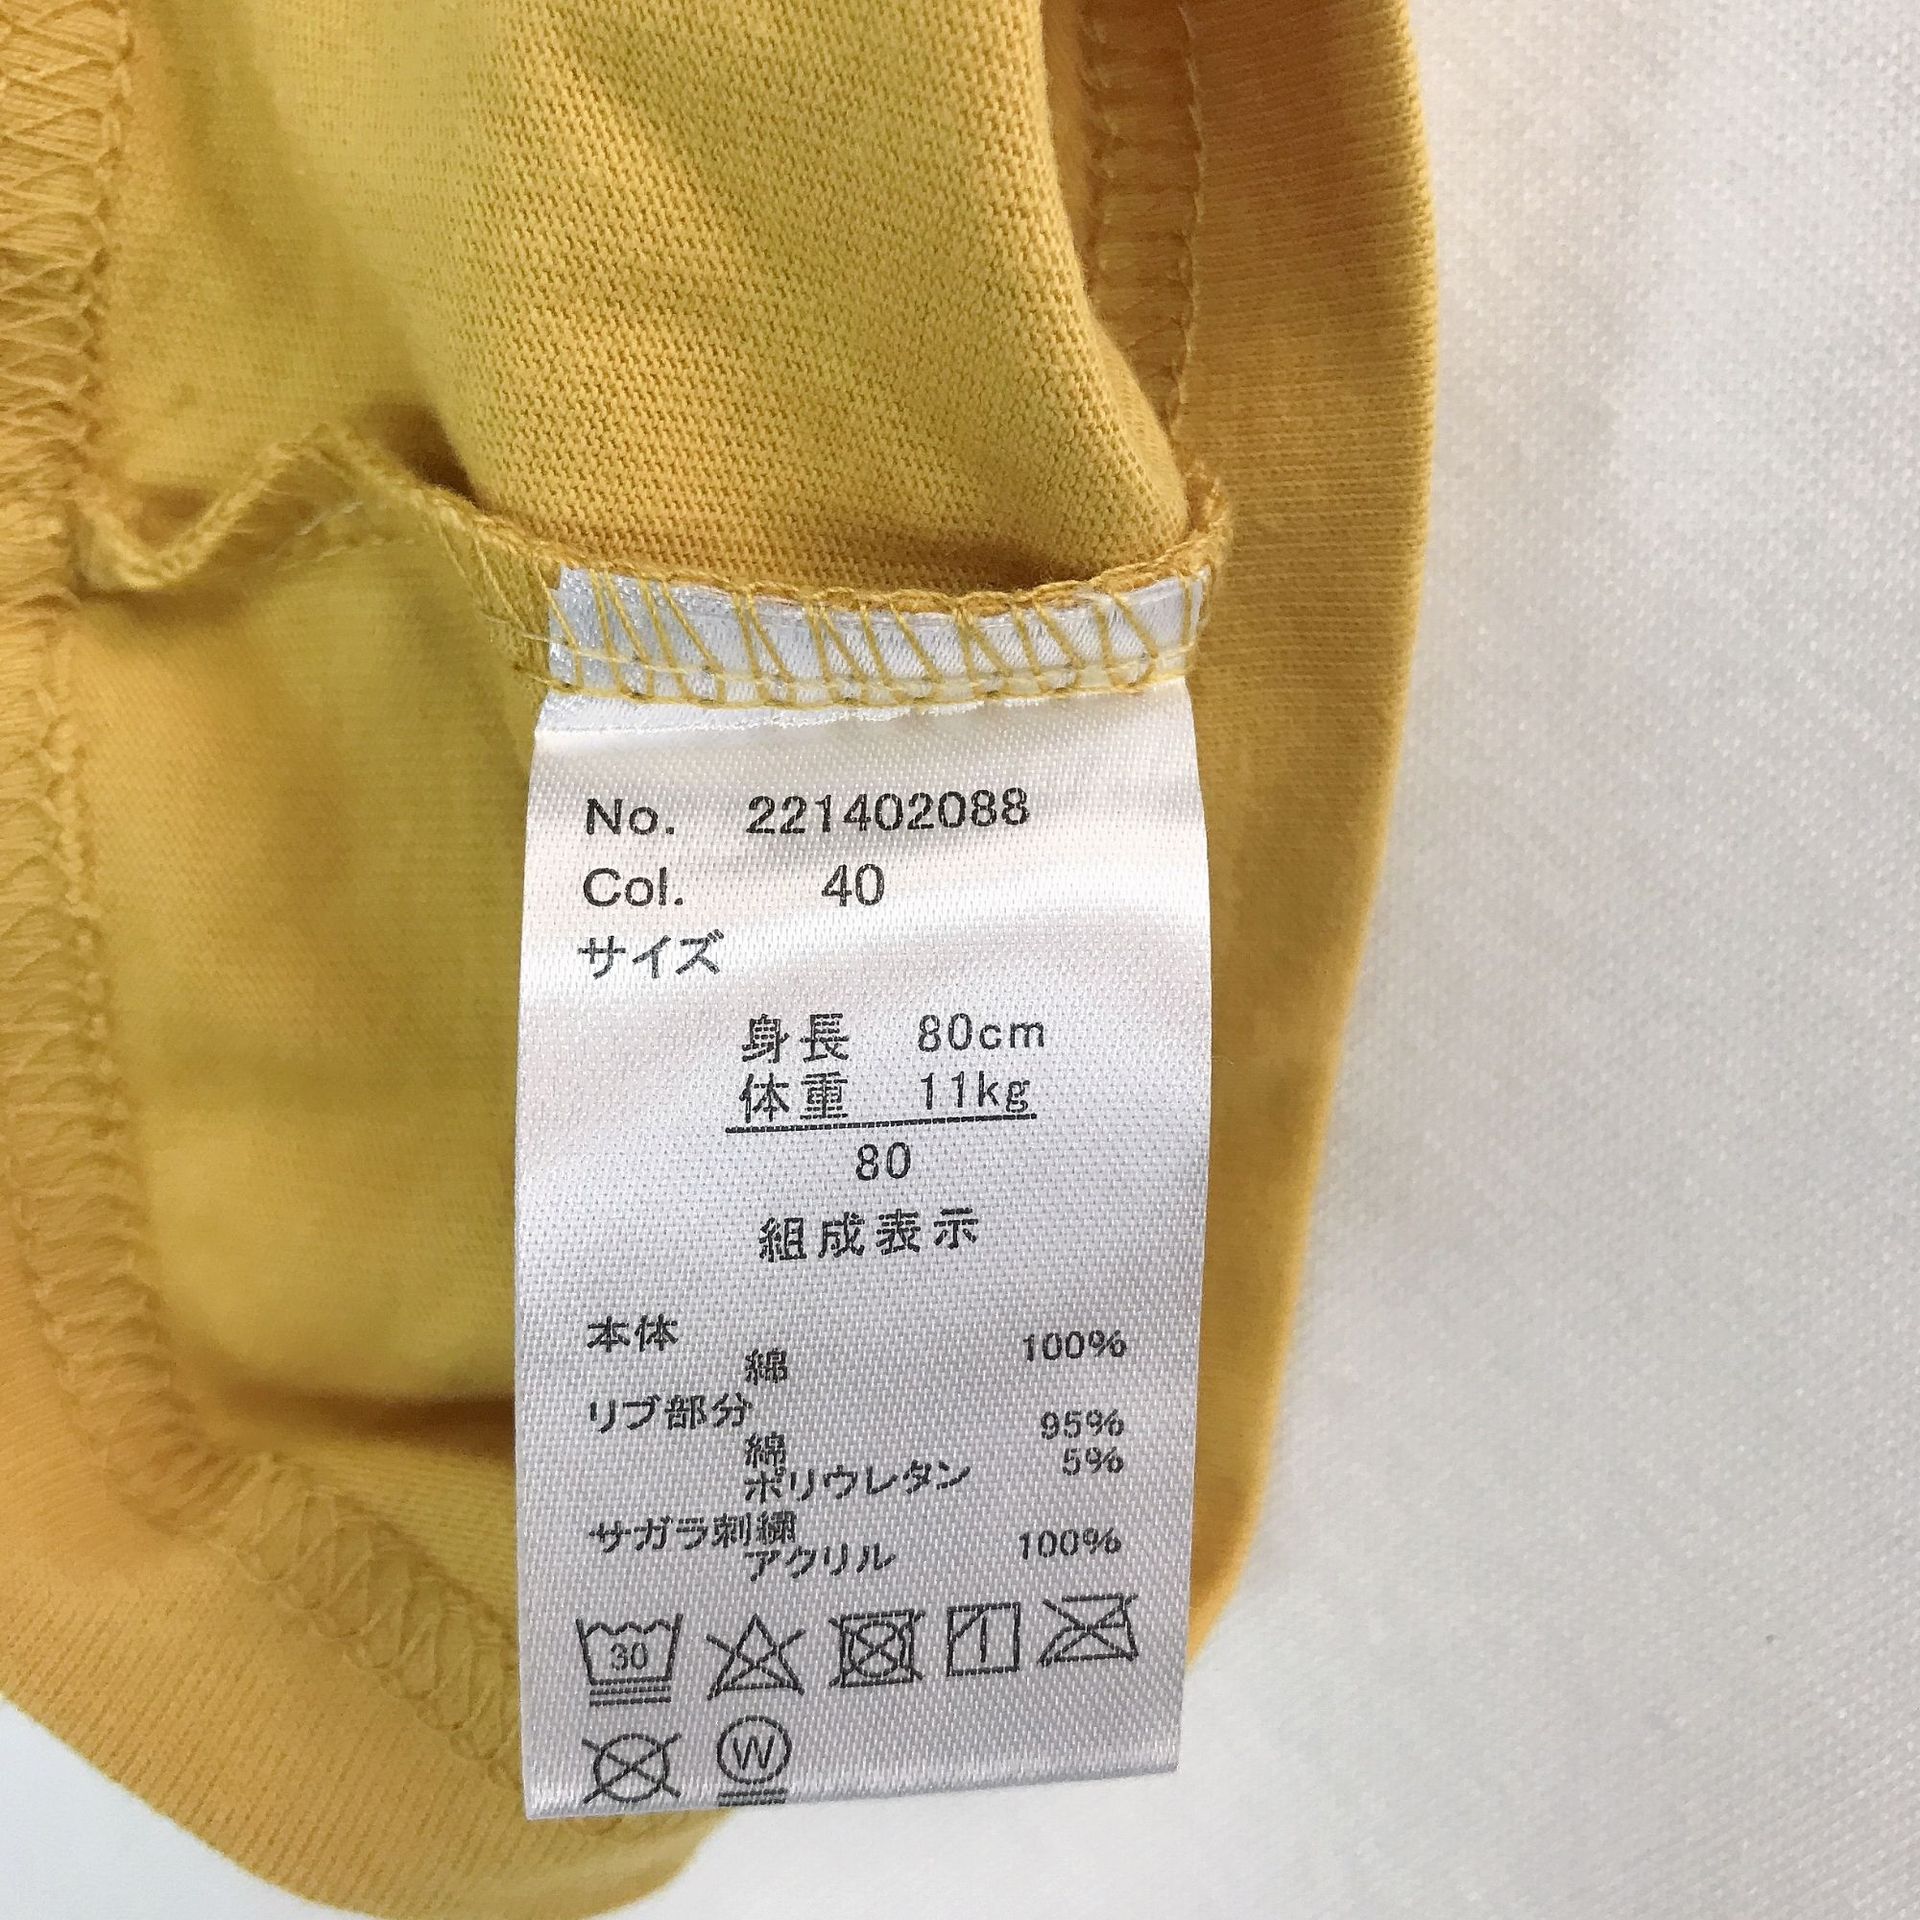 No. 221402088
Col. 40
サイズ
身長 80cm
体重 11kg
80
組成表示
本体
綿 100%
リブ部分
綿 95%
ポリウレタン 5%
サガラ刺繍
アクリル 100%
30
W